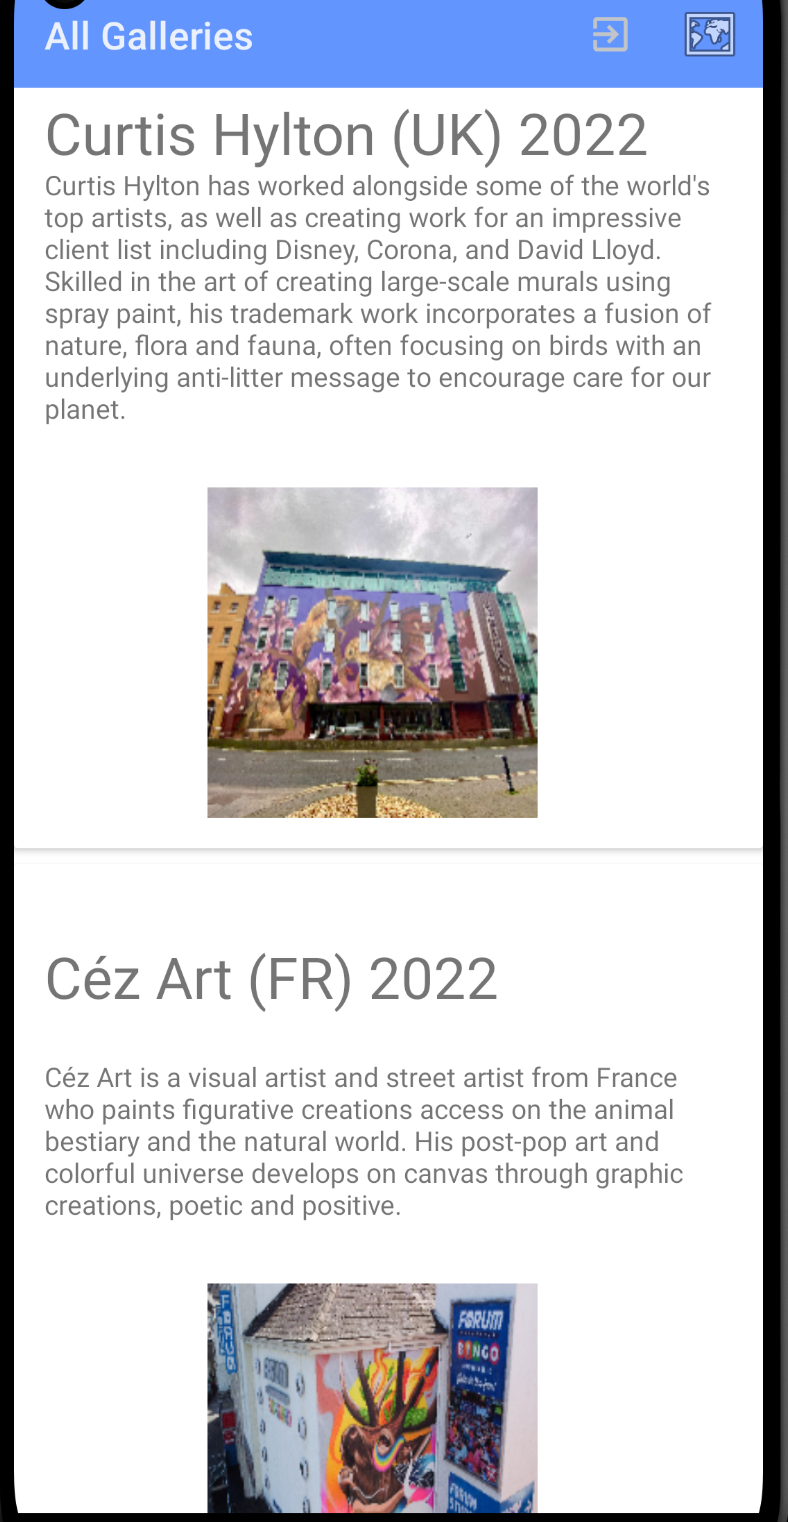 All Galleries
Curtis Hylton (UK) 2022
Curtis Hylton has worked alongside some of the world's
top artists, as well as creating work for an impressive
client list including Disney, Corona, and David Lloyd.
Skilled in the art of creating large-scale murals using
spray paint, his trademark work incorporates a fusion of
nature, flora and fauna, often focusing on birds with an
underlying anti-litter message to encourage care for our
planet.
Céz Art (FR) 2022
Céz Art is a visual artist and street artist from France
who paints figurative creations access on the animal
bestiary and the natural world. His post-pop art and
colorful universe develops on canvas through graphic
creations, poetic and positive.
FORUM
BINGO
FORUM